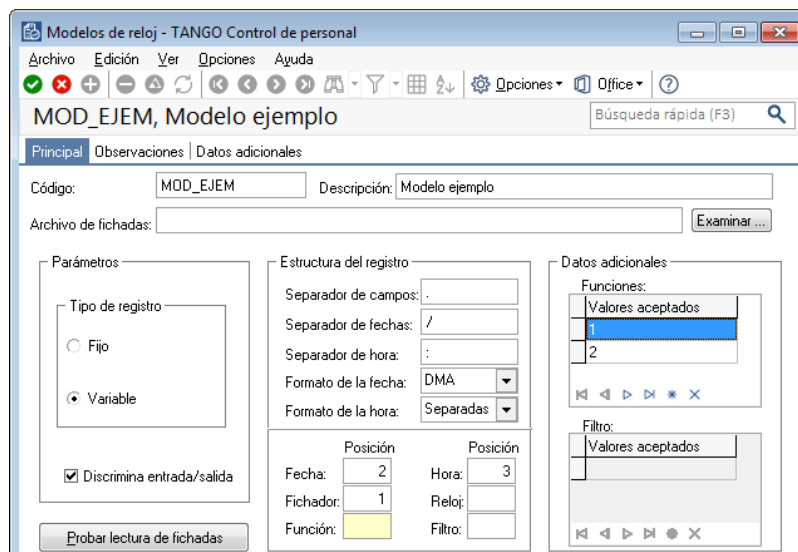 Modelos de reloj - TANGO Control de personal
Archivo Edición Ver Opciones Ayuda
Opciones Office
MOD_EJEM, Modelo ejemplo
Búsqueda rápida (F3)
Principal Observaciones Datos adicionales
Código: MOD_EJEM Descripción: Modelo ejemplo
Archivo de fichadas: Examinar ...
Parámetros
Tipo de registro
Fijo
Variable
Discrimina entrada/salida
Probar lectura de fichadas
Estructura del registro
Separador de campos: .
Separador de fechas: /
Separador de hora: :
Formato de la fecha: DMA
Formato de la hora: Separadas
Posición Posición
Fecha: 2 Hora: 3
Fichador: 1 Reloj:
Función: Filtro:
Datos adicionales
Funciones:
Valores aceptados
1
2
Filtro:
Valores aceptados